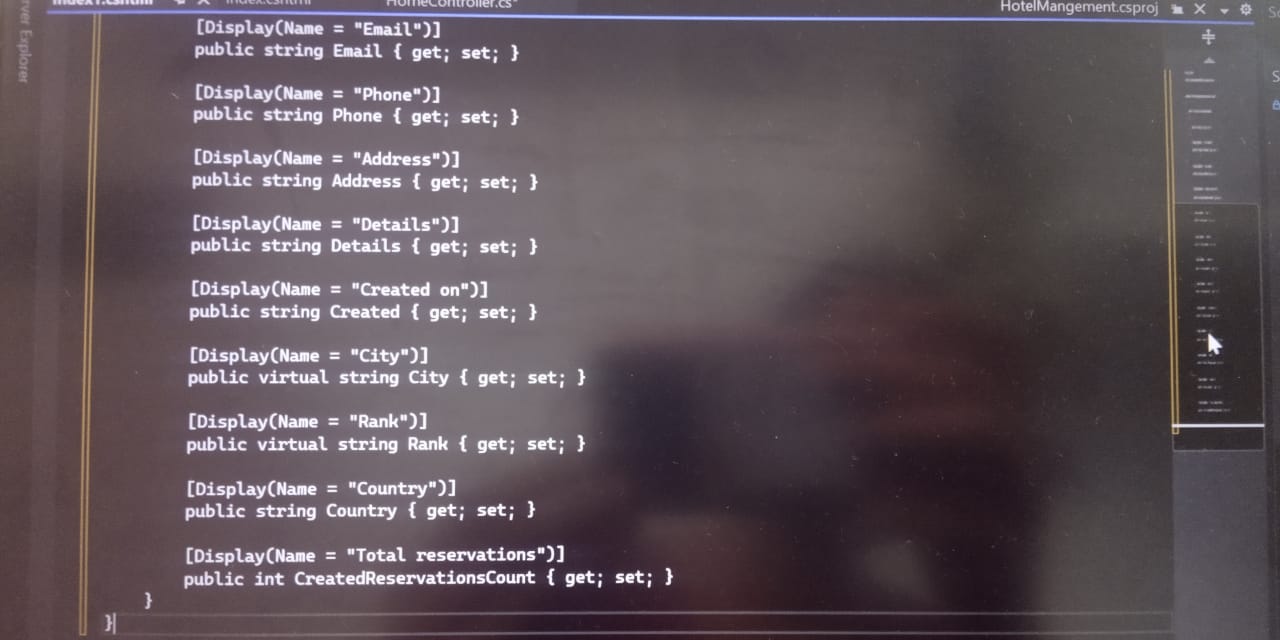 Index1.cshtml
Index.cshtml
HomeController.cs*
HotelMangement.csproj
rver Explorer
[Display(Name = "Email")]
public string Email { get; set; }
[Display(Name = "Phone")]
public string Phone { get; set; }
[Display(Name = "Address")]
public string Address { get; set; }
[Display(Name = "Details")]
public string Details { get; set; }
[Display(Name = "Created on")]
public string Created { get; set; }
[Display(Name = "City")]
public virtual string City { get; set; }
[Display(Name = "Rank")]
public virtual string Rank { get; set; }
[Display(Name = "Country")]
public string Country { get; set; }
[Display(Name = "Total reservations")]
public int CreatedReservationsCount { get; set; }
}
}